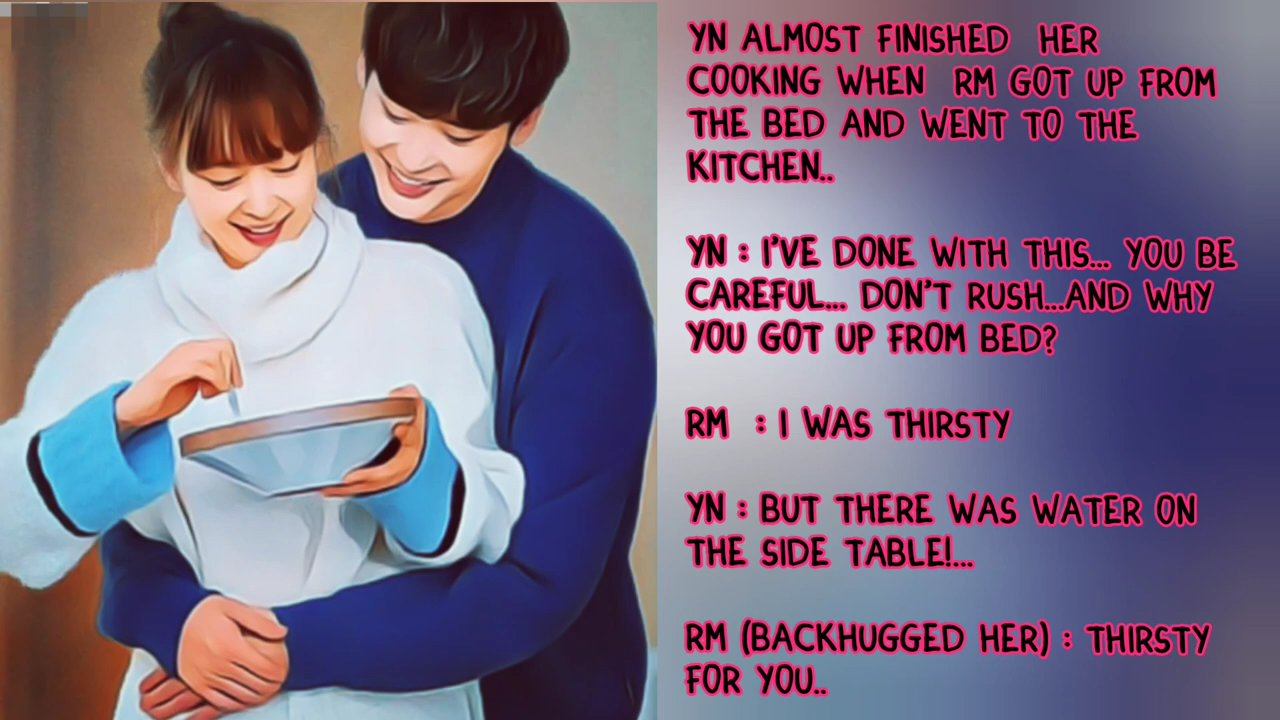 YN ALMOST FINISHED HER
COOKING WHEN RM GOT UP FROM
THE BED AND WENT TO THE
KITCHEN..
YN : I'VE DONE WITH THIS... YOU BE
CAREFUL... DON'T RUSH...AND WHY
YOU GOT UP FROM BED?
RM : I WAS THIRSTY
YN : BUT THERE WAS WATER ON
THE SIDE TABLE!...
RM (BACKHUGGED HER) : THIRSTY
FOR YOU..